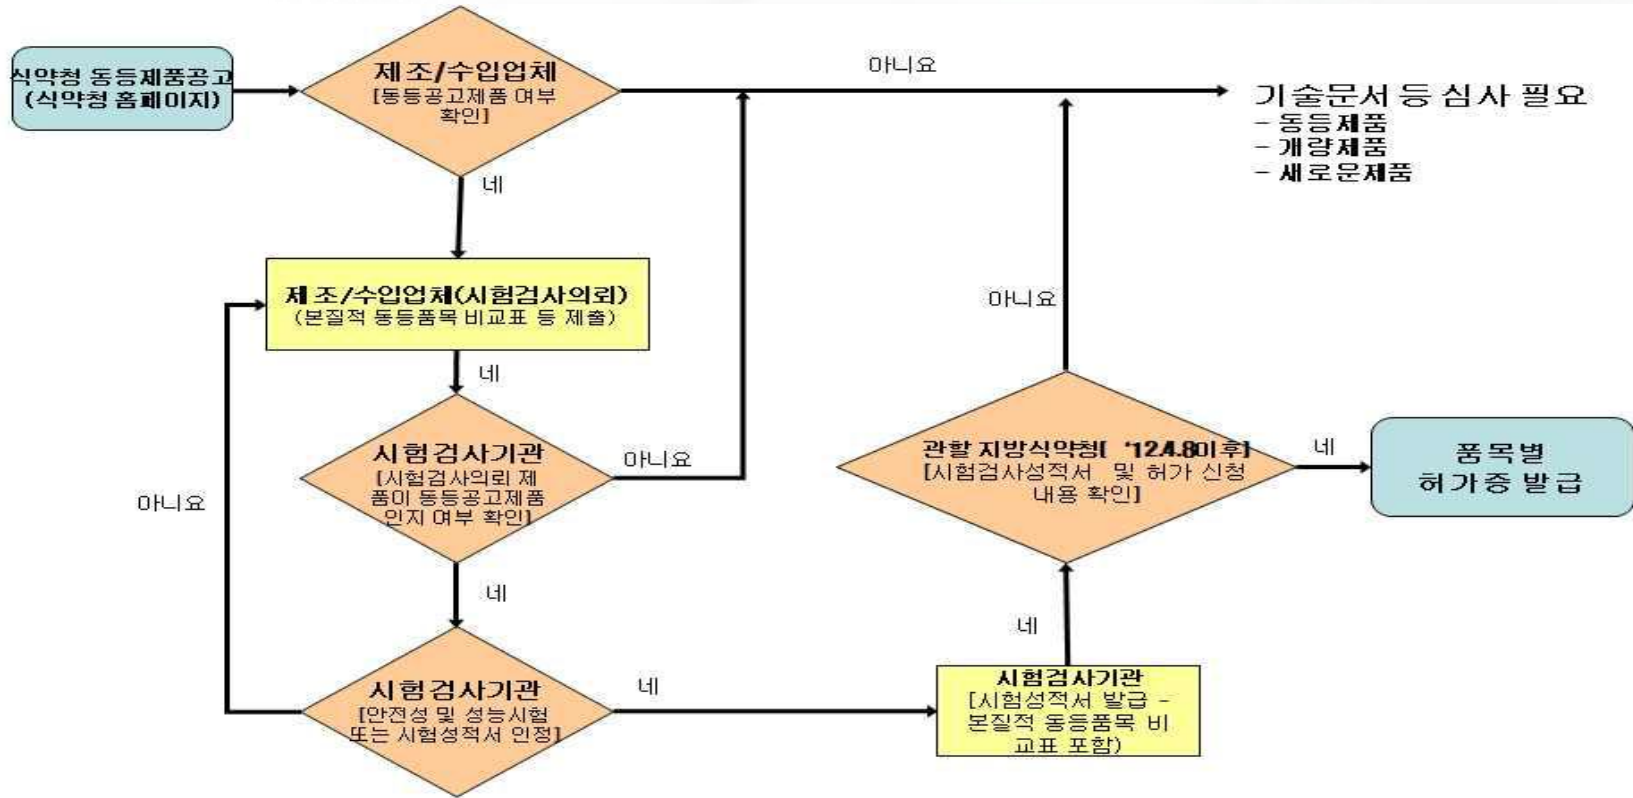 식약청 동등제품공고
(식약청 홈페이지)
제조/수입업체
[동등공고제품 여부
확인]
아니요
기술문서 등 심사 필요
- 동등제품
- 개량제품
- 새로운제품
네
제조/수입업체(시험검사의뢰)
(본질적 동등품목 비교표 등 제출)
네
시험검사기관
[시험검사의뢰 제
품이 동등공고제품
인지 여부 확인]
아니요
아니요
네
시험검사기관
[안전성 및 성능시험
또는 시험성적서 인정]
네
시험검사기관
[시험성적서 발급 -
본질적 동등품목 비
교표 포함)
네
관할 지방식약청[ ‘12.4.8이후]
[시험검사성적서 및 허가 신청
내용 확인]
아니요
네
품목별
허가증 발급